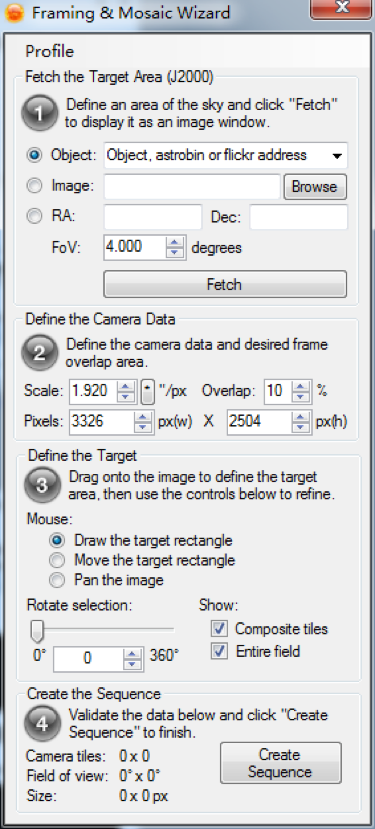 Framing & Mosaic Wizard
x
Profile
Fetch the Target Area (J2000)
1
Define an area of the sky and click "Fetch"
to display it as an image window.
Object: Object, astrobin or flickr address
Image: Browse
RA: Dec:
FoV: 4.000 degrees
Fetch
Define the Camera Data
2
Define the camera data and desired frame
overlap area.
Scale: 1.920 * "/px Overlap: 10 %
Pixels: 3326 px(w) X 2504 px(h)
Define the Target
3
Drag onto the image to define the target
area, then use the controls below to refine.
Mouse:
Draw the target rectangle
Move the target rectangle
Pan the image
Rotate selection: Show:
Composite tiles
0° 0 360° Entire field
Create the Sequence
4
Validate the data below and click "Create
Sequence" to finish.
Camera tiles: 0 x 0
Field of view: 0° x 0°
Size: 0 x 0 px
Create
Sequence